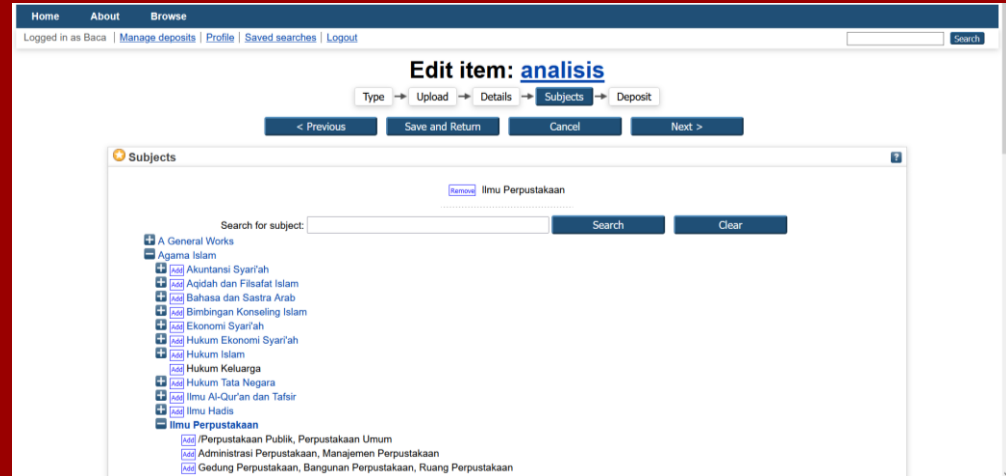 Home About Browse
Logged in as Baca | Manage deposits | Profile | Saved searches | Logout Search
Edit item: analisis
Type Upload Details Subjects Deposit
< Previous Save and Return Cancel Next >
Subjects ?
Remove Ilmu Perpustakaan
Search for subject: Search Clear
A General Works
Agama Islam
Add Akuntansi Syari'ah
Add Aqidah dan Filsafat Islam
Add Bahasa dan Sastra Arab
Add Bimbingan Konseling Islam
Add Ekonomi Syari'ah
Add Hukum Ekonomi Syari'ah
Add Hukum Islam
Add Hukum Keluarga
Add Hukum Tata Negara
Add Ilmu Al-Qur'an dan Tafsir
Add Ilmu Hadis
Ilmu Perpustakaan
Add /Perpustakaan Publik, Perpustakaan Umum
Add Administrasi Perpustakaan, Manajemen Perpustakaan
Add Gedung Perpustakaan, Bangunan Perpustakaan, Ruang Perpustakaan